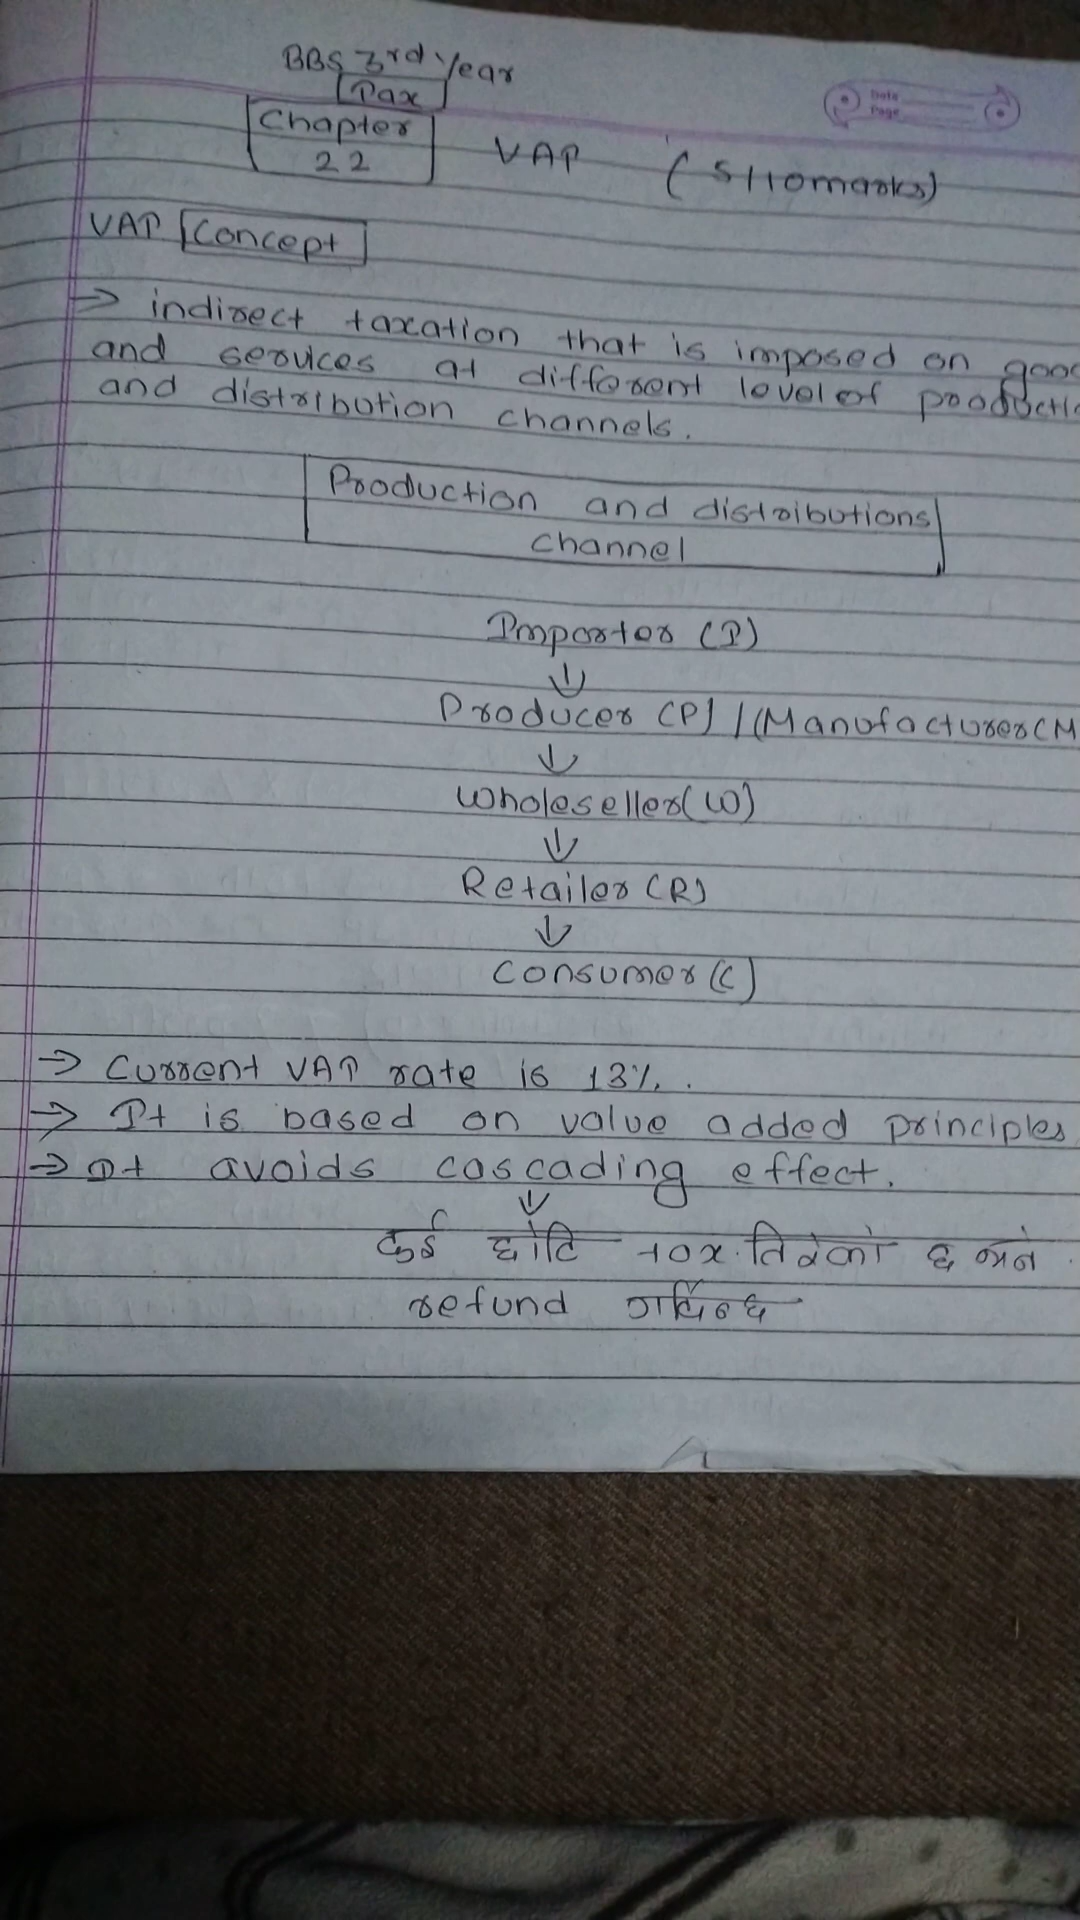 BBS 3rd year
Tax
Date
Page
Chapter
22
VAT (5/10marks)
VAT Concept
→ indirect taxation that is imposed on good
and services at different level of producti
and distribution channels.
Production and distributions
channel
Importer (I)
↓
Producer (P) / (Manufacturer (M
↓
Wholeseller (W)
↓
Retailer (R)
↓
Consumer (C)
→ Current VAT rate is 13%.
→ It is based on value added principles
→ It avoids cascading effect.
↓
दुई छोटि tax तिरेको छ भने
refund गर्दिन्छ